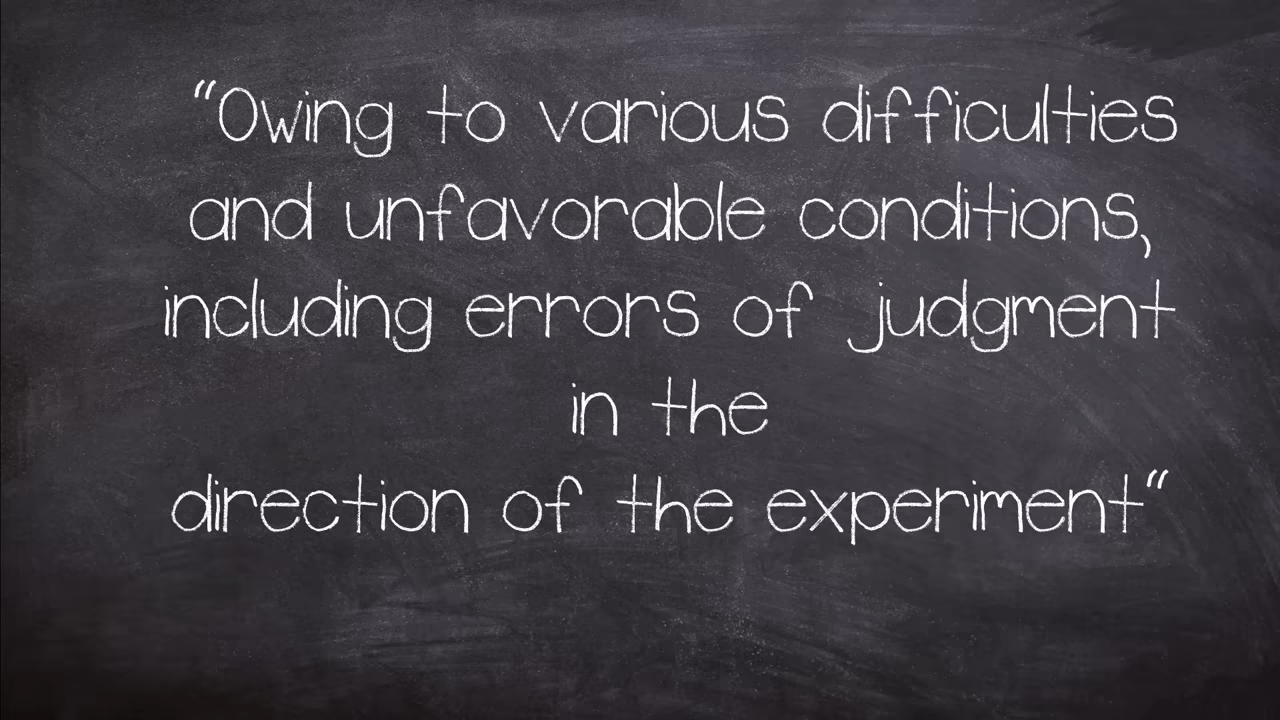 “Owing to various difficulties
and unfavorable conditions,
including errors of judgment
in the
direction of the experiment“